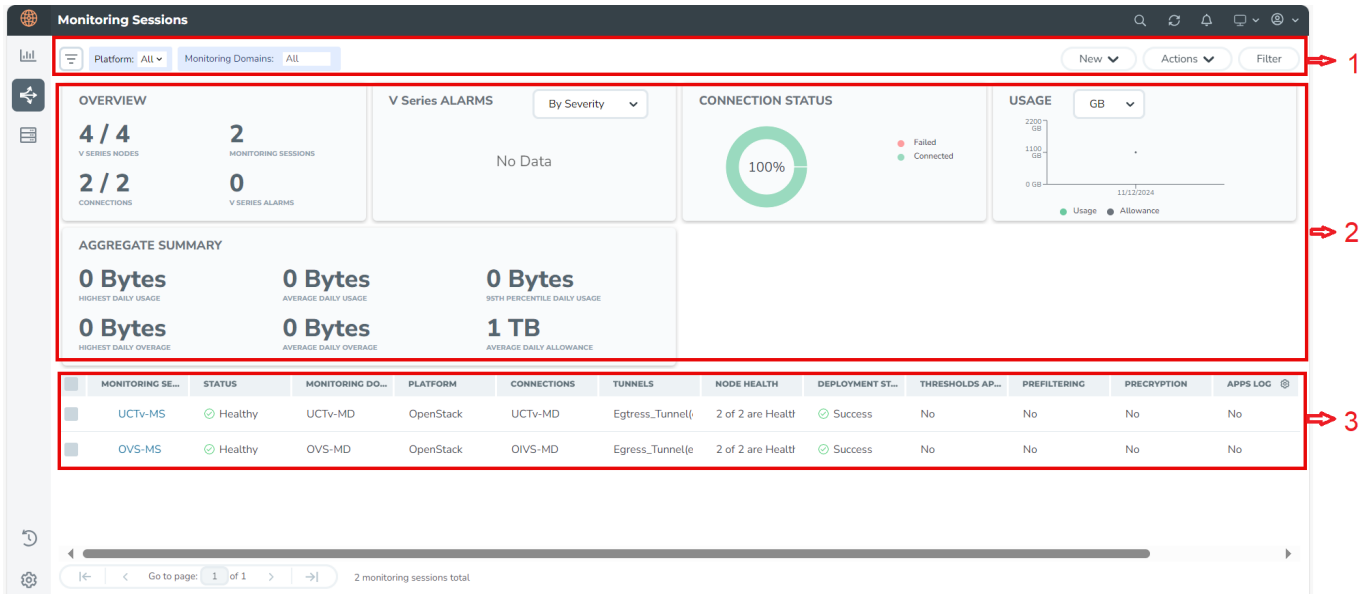 Monitoring Sessions
Platform: All Monitoring Domains: All New Actions Filter
1
OVERVIEW
4 / 4
V SERIES NODES
2
MONITORING SESSIONS
2 / 2
CONNECTIONS
0
V SERIES ALARMS
V Series ALARMS By Severity
No Data
CONNECTION STATUS
100%
Failed
Connected
USAGE GB
2200 GB
1100 GB
0 GB
11/12/2024
Usage Allowance
2
AGGREGATE SUMMARY
0 Bytes
HIGHEST DAILY USAGE
0 Bytes
AVERAGE DAILY USAGE
0 Bytes
95TH PERCENTILE DAILY USAGE
0 Bytes
HIGHEST DAILY OVERAGE
0 Bytes
AVERAGE DAILY OVERAGE
1 TB
AVERAGE DAILY ALLOWANCE
MONITORING SE... STATUS MONITORING DO... PLATFORM CONNECTIONS TUNNELS NODE HEALTH DEPLOYMENT ST... THRESHOLDS AP... PREFILTERING PRECRYPTION APPS LOG
UCTv-MS Healthy UCTv-MD OpenStack UCTv-MD Egtress_Tunnel( 2 of 2 are Healt Success No No No No
3
OVS-MS Healthy OVS-MD OpenStack OIVS-MD Egress_Tunnel(e 2 of 2 are Healt Success No No No No
Go to page: 1 of 1 2 monitoring sessions total